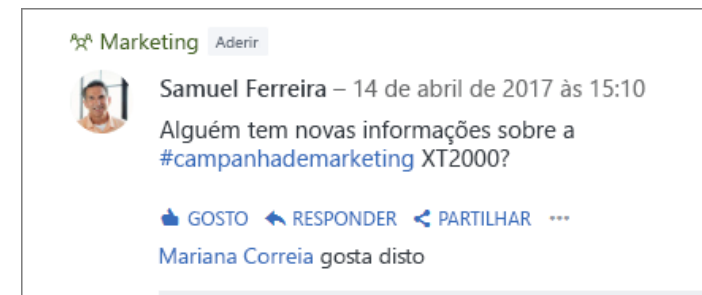 Marketing Aderir
Samuel Ferreira – 14 de abril de 2017 às 15:10
Alguém tem novas informações sobre a
#campanhademarketing XT2000?
GOSTO RESPONDER PARTILHAR ···
Mariana Correia gosta disto